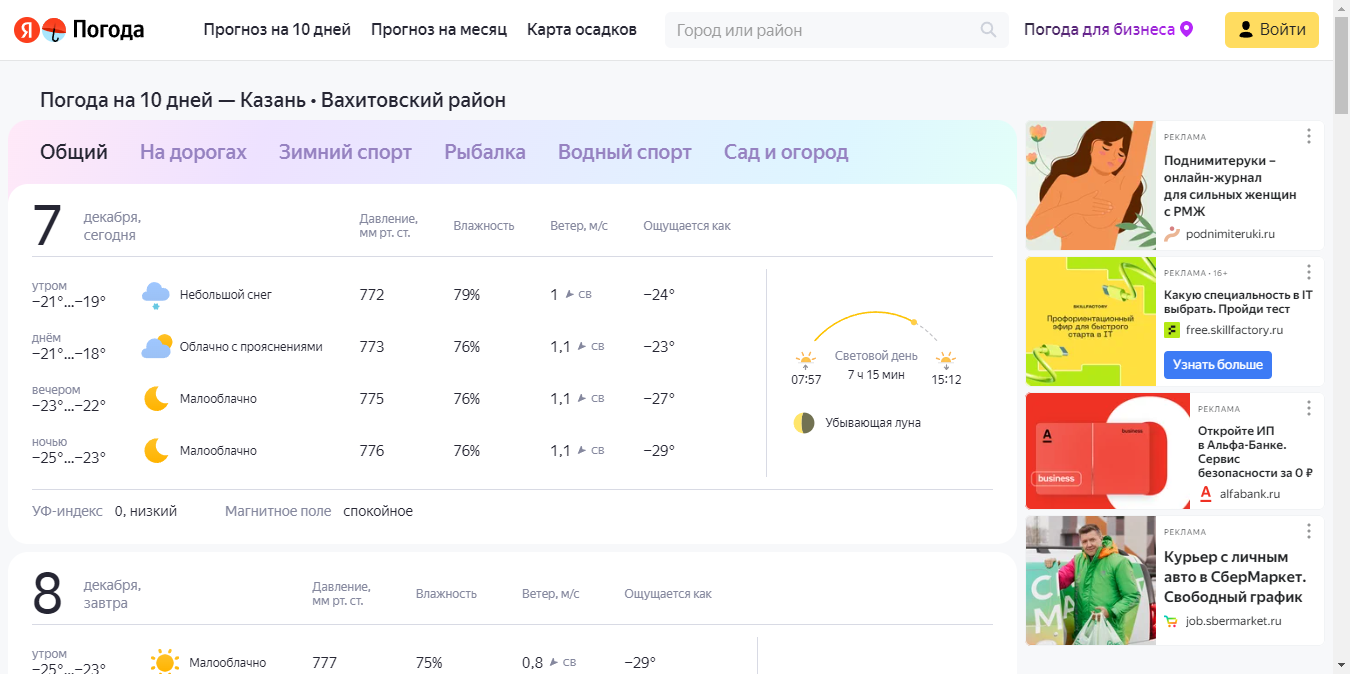 Я Погода
Прогноз на 10 дней
Прогноз на месяц
Карта осадков
Город или район
Погода для бизнеса
Войти
Погода на 10 дней — Казань • Вахитовский район
Общий
На дорогах
Зимний спорт
Рыбалка
Водный спорт
Сад и огород
7
декабря,
сегодня
Давление,
мм рт. ст.
Влажность
Ветер, м/с
Ощущается как
утром
−21°...−19°
Небольшой снег
772
79%
1 СВ
−24°
днём
−21°...−18°
Облачно с прояснениями
773
76%
1,1 СВ
−23°
вечером
−23°...−22°
Малооблачно
775
76%
1,1 СВ
−27°
ночью
−25°...−23°
Малооблачно
776
76%
1,1 СВ
−29°
Световой день
7 ч 15 мин
07:57
15:12
Убывающая луна
УФ-индекс 0, низкий
Магнитное поле спокойное
8
декабря,
завтра
Давление,
мм рт. ст.
Влажность
Ветер, м/с
Ощущается как
утром
−25°...−23°
Малооблачно
777
75%
0,8 СВ
−29°
РЕКЛАМА
Поднимитеруки –
онлайн-журнал
для сильных женщин
с РМЖ
podnimiteruki.ru
SKILLFACTORY
Профориентационный
эфир для быстрого
старта в IT
РЕКЛАМА • 16+
Какую специальность в IT
выбрать. Пройди тест
free.skillfactory.ru
Узнать больше
А
business
business
РЕКЛАМА
Откройте ИП
в Альфа-Банке.
Сервис
безопасности за 0 ₽
alfabank.ru
С
М
РЕКЛАМА
Курьер с личным
авто в СберМаркет.
Свободный график
job.sbermarket.ru